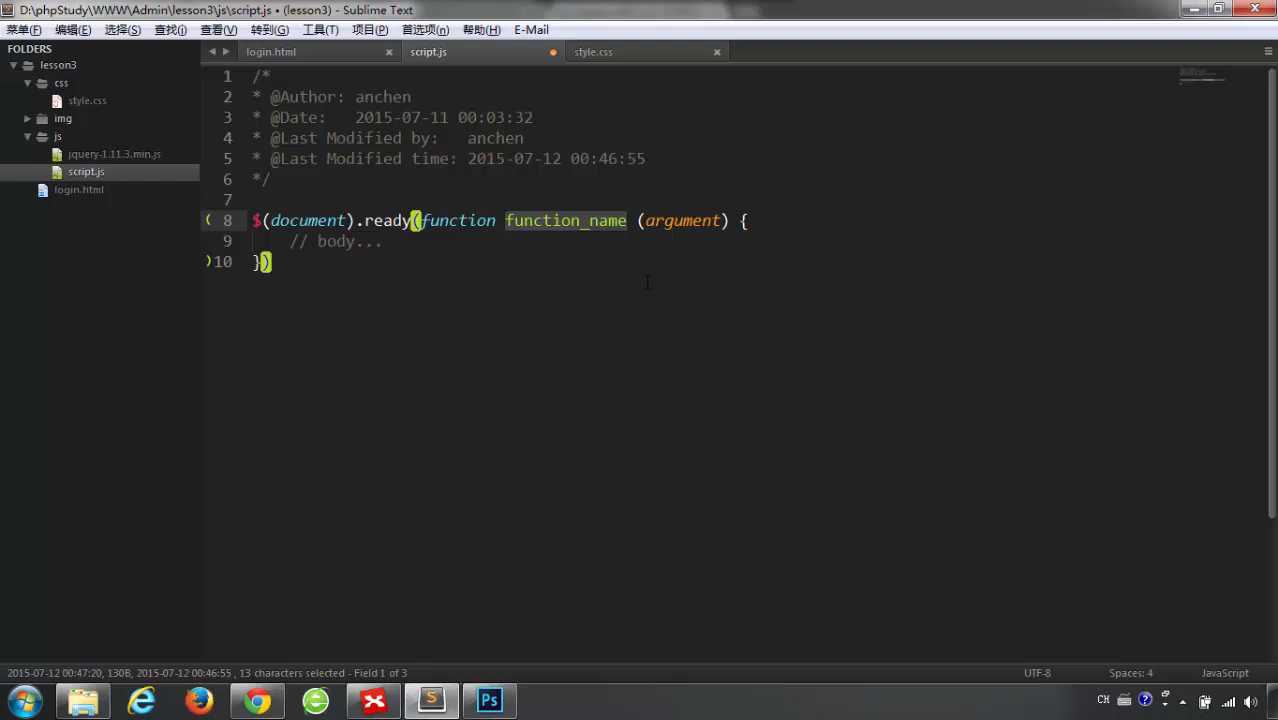 D:\phpStudy\WWW\Admin\lesson3\js\script.js • (lesson3) - Sublime Text
菜单(F) 编辑(E) 选择(S) 查找(I) 查看(V) 转到(G) 工具(T) 项目(P) 首选项(N) 帮助(H) E-Mail
FOLDERS
lesson3
css
style.css
img
js
jquery-1.11.3.min.js
script.js
login.html
login.html script.js style.css
1 /*
2 * @Author: anchen
3 * @Date:   2015-07-11 00:03:32
4 * @Last Modified by:   anchen
5 * @Last Modified time: 2015-07-12 00:46:55
6 */
7
8 $(document).ready(function function_name (argument) {
9     // body...
10 })
2015-07-12 00:47:20, 130B, 2015-07-12 00:46:55 , 13 characters selected - Field 1 of 3 UTF-8 Spaces: 4 JavaScript
S Ps CH